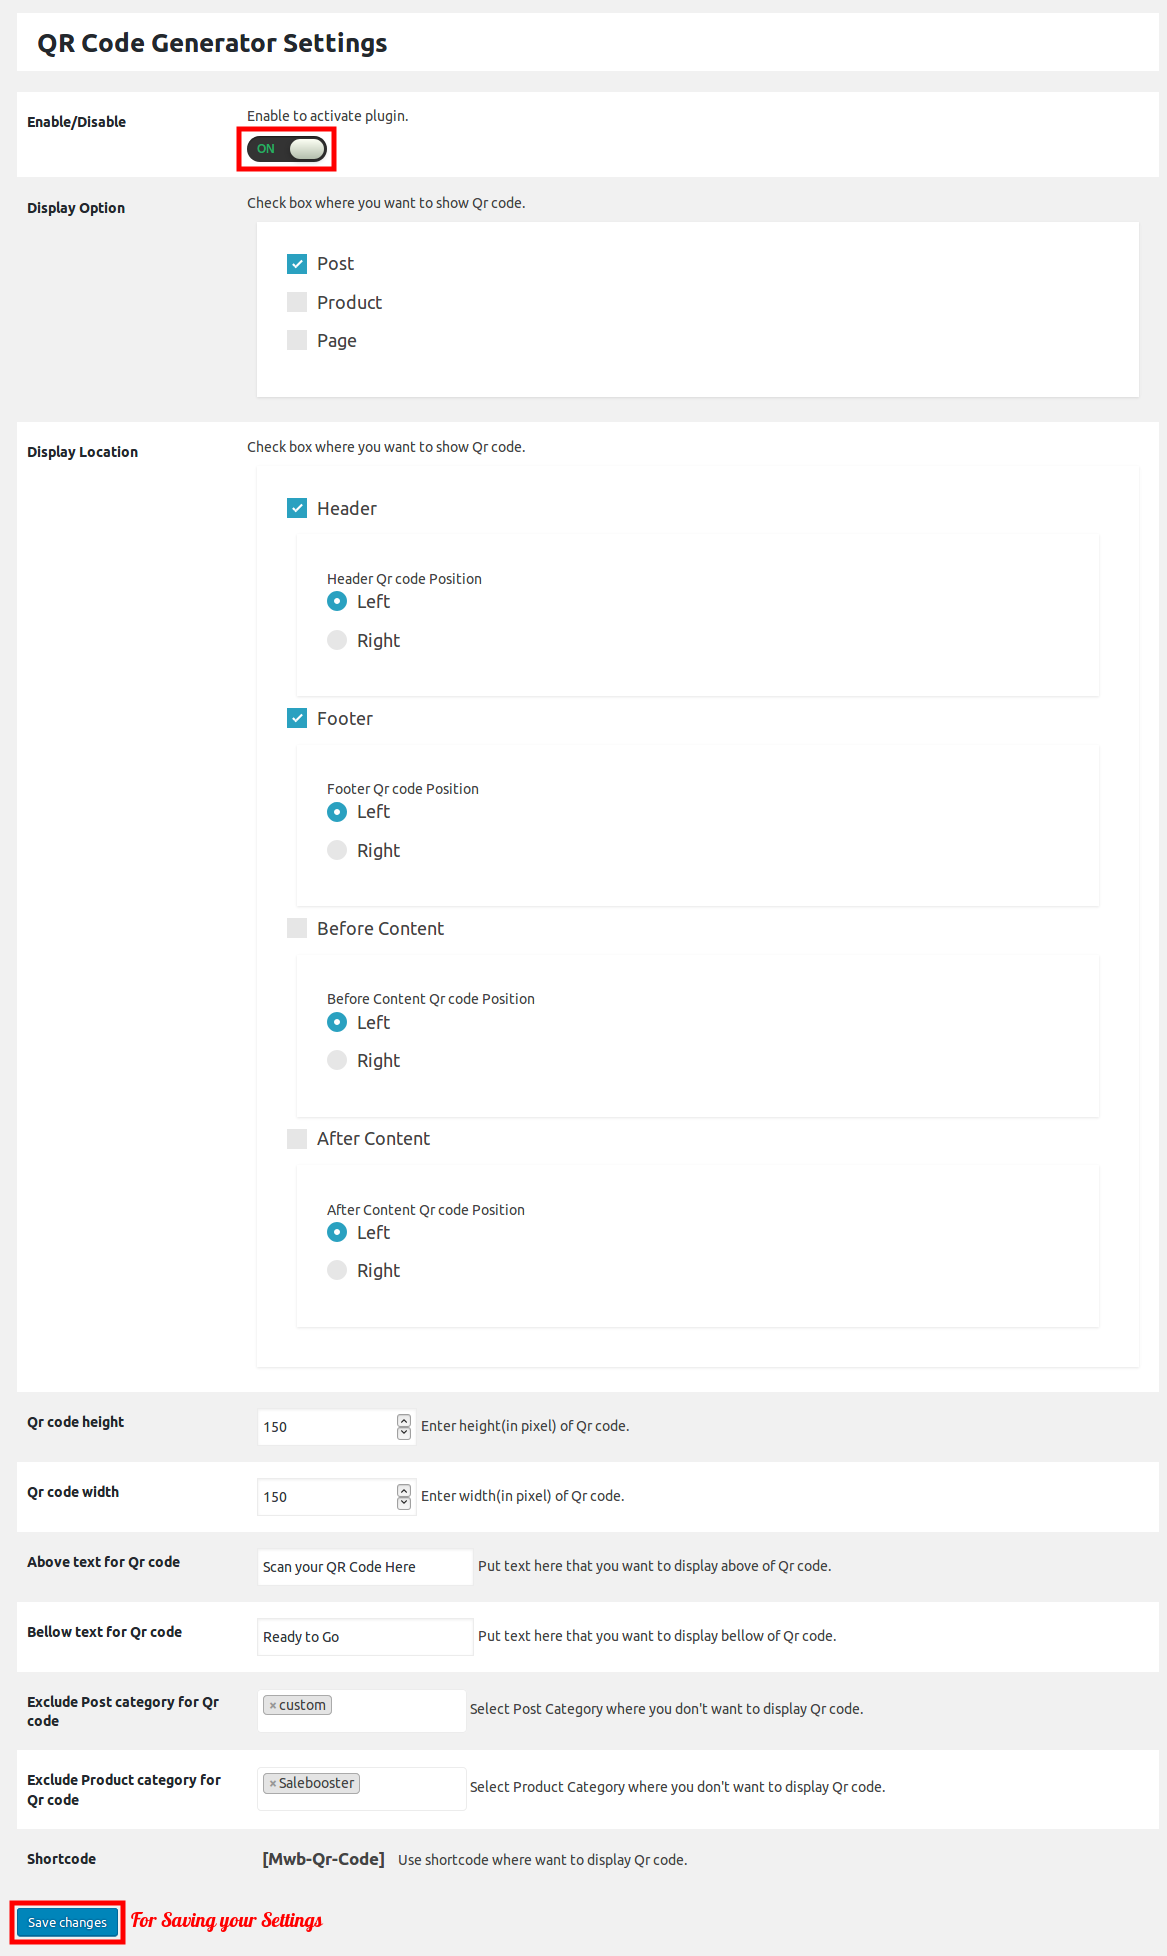 QR Code Generator Settings
Enable/Disable
Enable to activate plugin.
ON
Display Option
Check box where you want to show Qr code.
Post
Product
Page
Display Location
Check box where you want to show Qr code.
Header
Header Qr code Position
Left
Right
Footer
Footer Qr code Position
Left
Right
Before Content
Before Content Qr code Position
Left
Right
After Content
After Content Qr code Position
Left
Right
Qr code height
150
Enter height(in pixel) of Qr code.
Qr code width
150
Enter width(in pixel) of Qr code.
Above text for Qr code
Scan your QR Code Here
Put text here that you want to display above of Qr code.
Bellow text for Qr code
Ready to Go
Put text here that you want to display bellow of Qr code.
Exclude Post category for Qr
code
×custom
Select Post Category where you don't want to display Qr code.
Exclude Product category for
Qr code
×Salebooster
Select Product Category where you don't want to display Qr code.
Shortcode
[Mwb-Qr-Code]
Use shortcode where want to display Qr code.
Save changes
For Saving your Settings